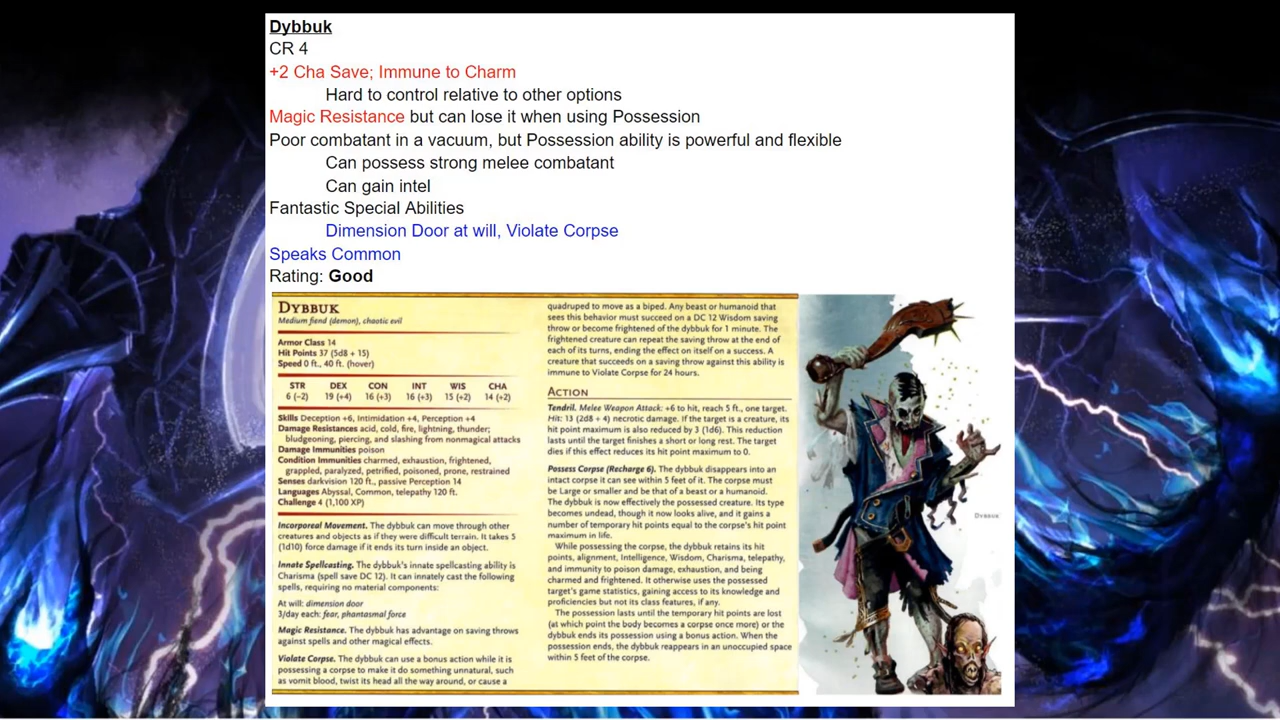 Dybbuk
CR 4
+2 Cha Save; Immune to Charm
Hard to control relative to other options
Magic Resistance but can lose it when using Possession
Poor combatant in a vacuum, but Possession ability is powerful and flexible
Can possess strong melee combatant
Can gain intel
Fantastic Special Abilities
Dimension Door at will, Violate Corpse
Speaks Common
Rating: Good
DYBBUK
Medium fiend (demon), chaotic evil
Armor Class 14
Hit Points 37 (5d8 + 15)
Speed 0 ft., 40 ft. (hover)
STR DEX CON INT WIS CHA
6 (−2) 19 (+4) 16 (+3) 16 (+3) 15 (+2) 14 (+2)
Skills Deception +6, Intimidation +4, Perception +4
Damage Resistances acid, cold, fire, lightning, thunder;
bludgeoning, piercing, and slashing from nonmagical attacks
Damage Immunities poison
Condition Immunities charmed, exhaustion, frightened,
grappled, paralyzed, petrified, poisoned, prone, restrained
Senses darkvision 120 ft., passive Perception 14
Languages Abyssal, Common, telepathy 120 ft.
Challenge 4 (1,100 XP)
Incorporeal Movement. The dybbuk can move through other
creatures and objects as if they were difficult terrain. It takes 5
(1d10) force damage if it ends its turn inside an object.
Innate Spellcasting. The dybbuk's innate spellcasting ability is
Charisma (spell save DC 12). It can innately cast the following
spells, requiring no material components:
At will: dimension door
3/day each: fear, phantasmal force
Magic Resistance. The dybbuk has advantage on saving throws
against spells and other magical effects.
Violate Corpse. The dybbuk can use a bonus action while it is
possessing a corpse to make it do something unnatural, such
as vomit blood, twist its head all the way around, or cause a
quadruped to move as a biped. Any beast or humanoid that
sees this behavior must succeed on a DC 12 Wisdom saving
throw or become frightened of the dybbuk for 1 minute. The
frightened creature can repeat the saving throw at the end of
each of its turns, ending the effect on itself on a success. A
creature that succeeds on a saving throw against this ability is
immune to Violate Corpse for 24 hours.
ACTION
Tendril. Melee Weapon Attack: +6 to hit, reach 5 ft., one target.
Hit: 13 (2d8 + 4) necrotic damage. If the target is a creature, its
hit point maximum is also reduced by 3 (1d6). This reduction
lasts until the target finishes a short or long rest. The target
dies if this effect reduces its hit point maximum to 0.
Possess Corpse (Recharge 6). The dybbuk disappears into an
intact corpse it can see within 5 feet of it. The corpse must
be Large or smaller and be that of a beast or a humanoid.
The dybbuk is now effectively the possessed creature. Its type
becomes undead, though it now looks alive, and it gains a
number of temporary hit points equal to the corpse's hit point
maximum in life.
While possessing the corpse, the dybbuk retains its hit
points, alignment, Intelligence, Wisdom, Charisma, telepathy,
and immunity to poison damage, exhaustion, and being
charmed and frightened. It otherwise uses the possessed
target's game statistics, gaining access to its knowledge and
proficiencies but not its class features, if any.
The possession lasts until the temporary hit points are lost
(at which point the body becomes a corpse once more) or the
dybbuk ends its possession using a bonus action. When the
possession ends, the dybbuk reappears in an unoccupied space
within 5 feet of the corpse.
DYBBUK